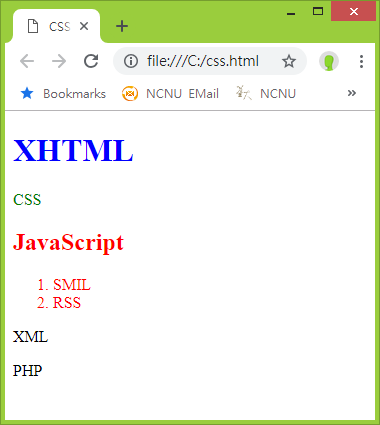 CSS
file:///C:/css.html
Bookmarks NCNU EMail NCNU
XHTML
CSS
JavaScript
1. SMIL
2. RSS
XML
PHP